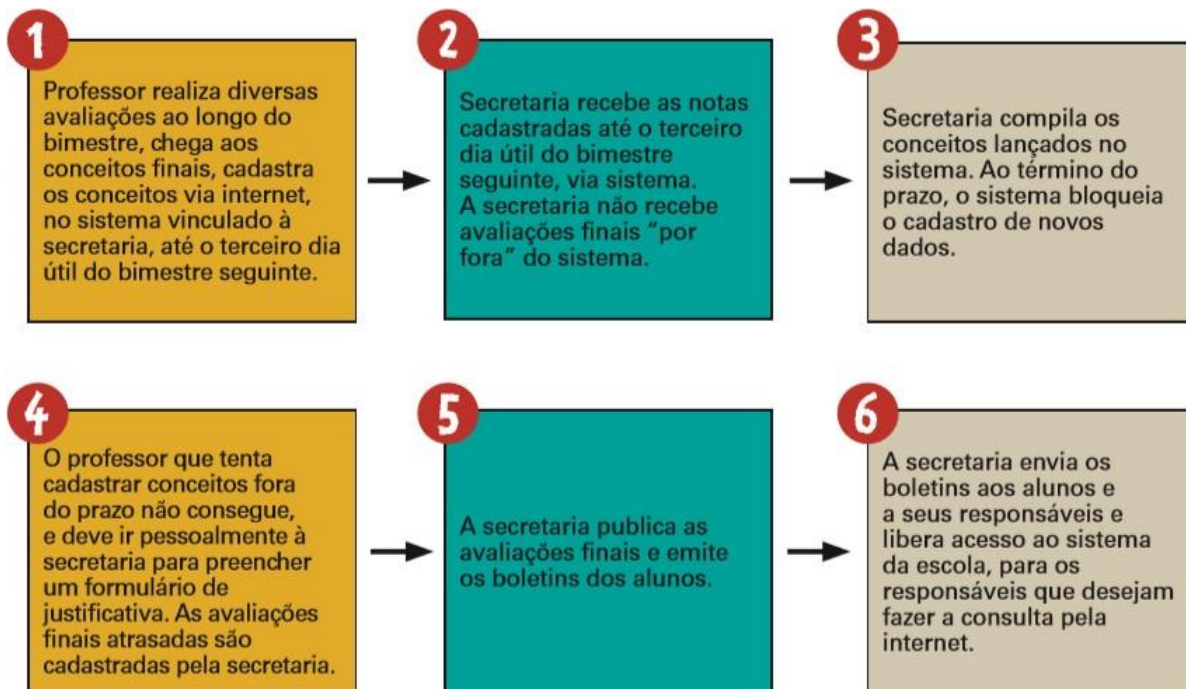 1
Professor realiza diversas
avaliações ao longo do
bimestre, chega aos
conceitos finais, cadastra
os conceitos via internet,
no sistema vinculado à
secretaria, até o terceiro dia
útil do bimestre seguinte.
2
Secretaria recebe as notas
cadastradas até o terceiro
dia útil do bimestre
seguinte, via sistema.
A secretaria não recebe
avaliações finais “por
fora” do sistema.
3
Secretaria compila os
conceitos lançados no
sistema. Ao término do
prazo, o sistema bloqueia
o cadastro de novos
dados.
4
O professor que tenta
cadastrar conceitos fora
do prazo não consegue,
e deve ir pessoalmente à
secretaria para preencher
um formulário de
justificativa. As avaliações
finais atrasadas são
cadastradas pela secretaria.
5
A secretaria publica as
avaliações finais e emite
os boletins dos alunos.
6
A secretaria envia os
boletins aos alunos e
a seus responsáveis e
libera acesso ao sistema
da escola, para os
responsáveis que desejam
fazer a consulta pela
internet.